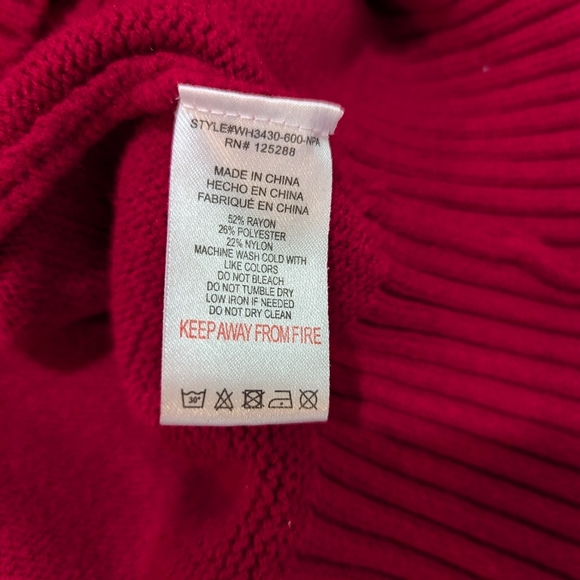 STYLE#WH3430-600-NPA
RN# 125288
MADE IN CHINA
HECHO EN CHINA
FABRIQUÉ EN CHINA
52% RAYON
26% POLYESTER
22% NYLON
MACHINE WASH COLD WITH
LIKE COLORS
DO NOT BLEACH
DO NOT TUMBLE DRY
LOW IRON IF NEEDED
DO NOT DRY CLEAN
KEEP AWAY FROM FIRE
30°